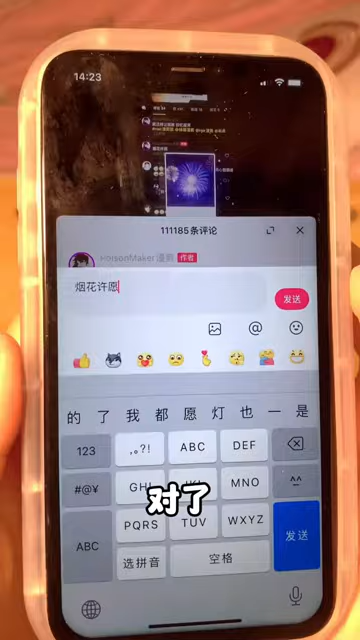 14:23
111185条评论
PoisonMaker 作者
烟花许愿
发送
的 了 我 都 愿 灯 也 一 是
123 ,。?! ABC DEF
#@¥ GHI MNO ^^
对了
ABC PQRS TUV WXYZ 发送
选拼音 空格